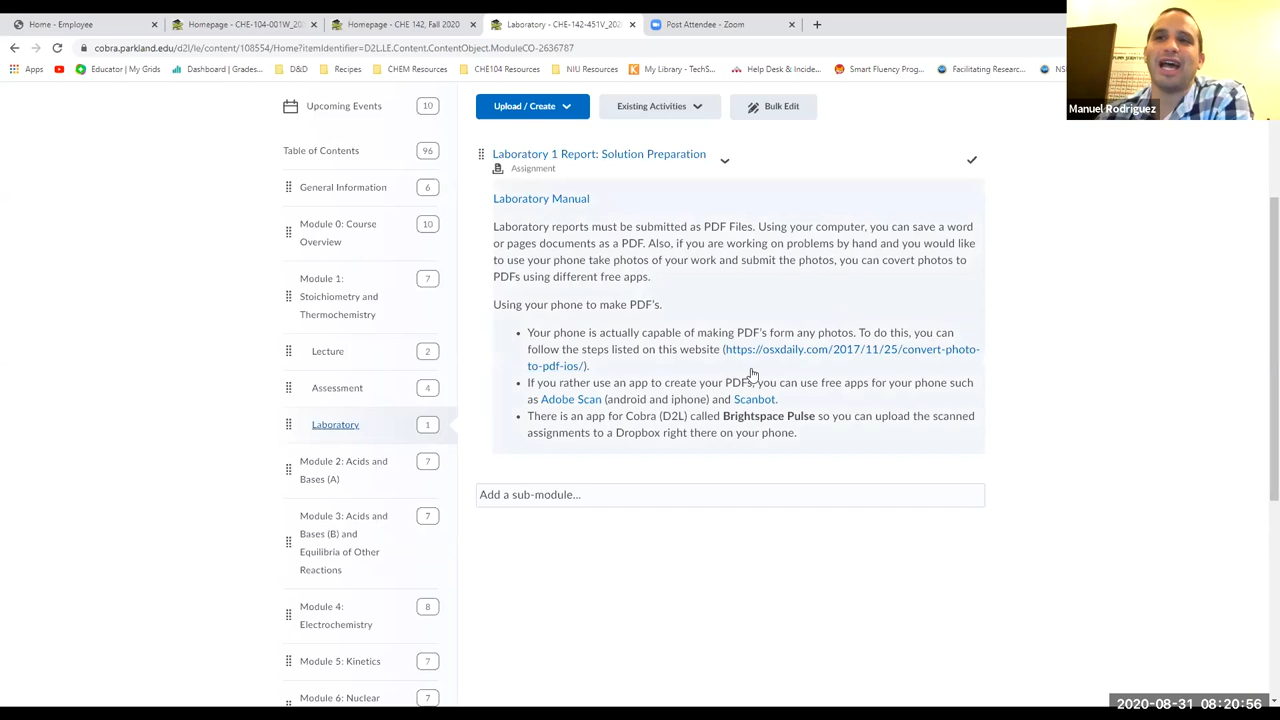 Home - Employee
Homepage - CHE-104-001W_202
Homepage - CHE 142, Fall 2020
Laboratory - CHE-142-451V_202
Post Attendee - Zoom
cobra.parkland.edu/d2l/le/content/108554/Home?itemIdentifier=D2L.LE.Content.ContentObject.ModuleCO-2636787
Apps
Educator | My Grids
Dashboard | Grades...
D&D
Recipes
CHE104 Resources
NIU Resources
My Library - TechS...
Help Desk & Incide...
Facilitating Resear...
Manuel Rodriguez
Upcoming Events 10
Upload / Create
Existing Activities
Bulk Edit
Table of Contents 96
Laboratory 1 Report: Solution Preparation
Assignment
General Information 6
Laboratory Manual
Module 0: Course 10
Overview
Laboratory reports must be submitted as PDF Files. Using your computer, you can save a word
or pages documents as a PDF. Also, if you are working on problems by hand and you would like
to use your phone take photos of your work and submit the photos, you can covert photos to
PDFs using different free apps.
Module 1: 7
Stoichiometry and
Thermochemistry
Using your phone to make PDF's.
Your phone is actually capable of making PDF's form any photos. To do this, you can
follow the steps listed on this website (https://osxdaily.com/2017/11/25/convert-photo-
to-pdf-ios/).
Lecture 2
If you rather use an app to create your PDFs, you can use free apps for your phone such
as Adobe Scan (android and iphone) and Scanbot.
Assessment 4
There is an app for Cobra (D2L) called Brightspace Pulse so you can upload the scanned
assignments to a Dropbox right there on your phone.
Laboratory 1
Module 2: Acids and 7
Bases (A)
Add a sub-module...
Module 3: Acids and 7
Bases (B) and
Equilibria of Other
Reactions
Module 4: 8
Electrochemistry
Module 5: Kinetics 7
Module 6: Nuclear 7
2020-08-31 08:20:56